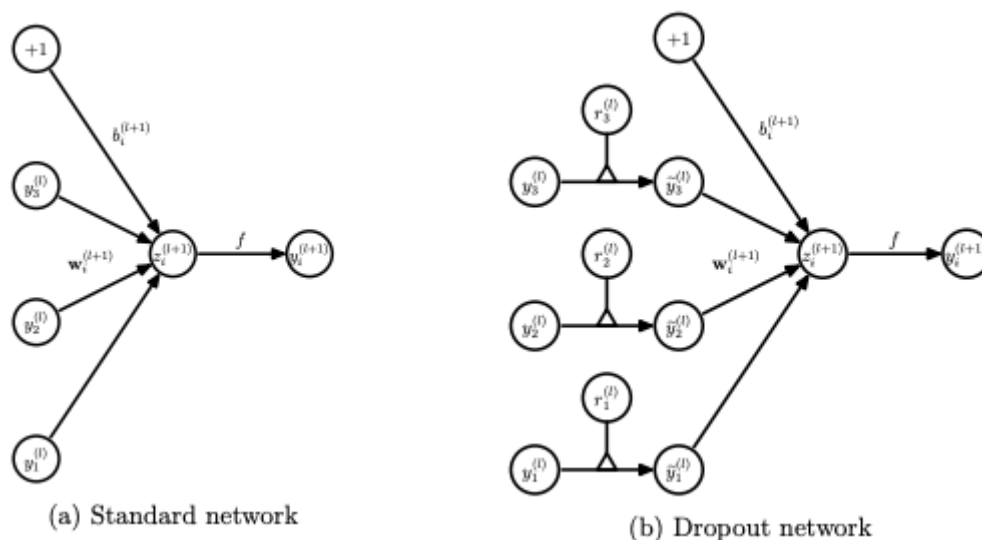 +1
b_i^{(l+1)}
y_3^{(l)}
w_i^{(l+1)}
z_i^{(l+1)}
f
y_i^{(l+1)}
y_2^{(l)}
y_1^{(l)}
(a) Standard network
+1
b_i^{(l+1)}
r_3^{(l)}
y_3^{(l)}
ỹ_3^{(l)}
r_2^{(l)}
w_i^{(l+1)}
z_i^{(l+1)}
f
y_i^{(l+1)}
y_2^{(l)}
ỹ_2^{(l)}
r_1^{(l)}
y_1^{(l)}
ỹ_1^{(l)}
(b) Dropout network